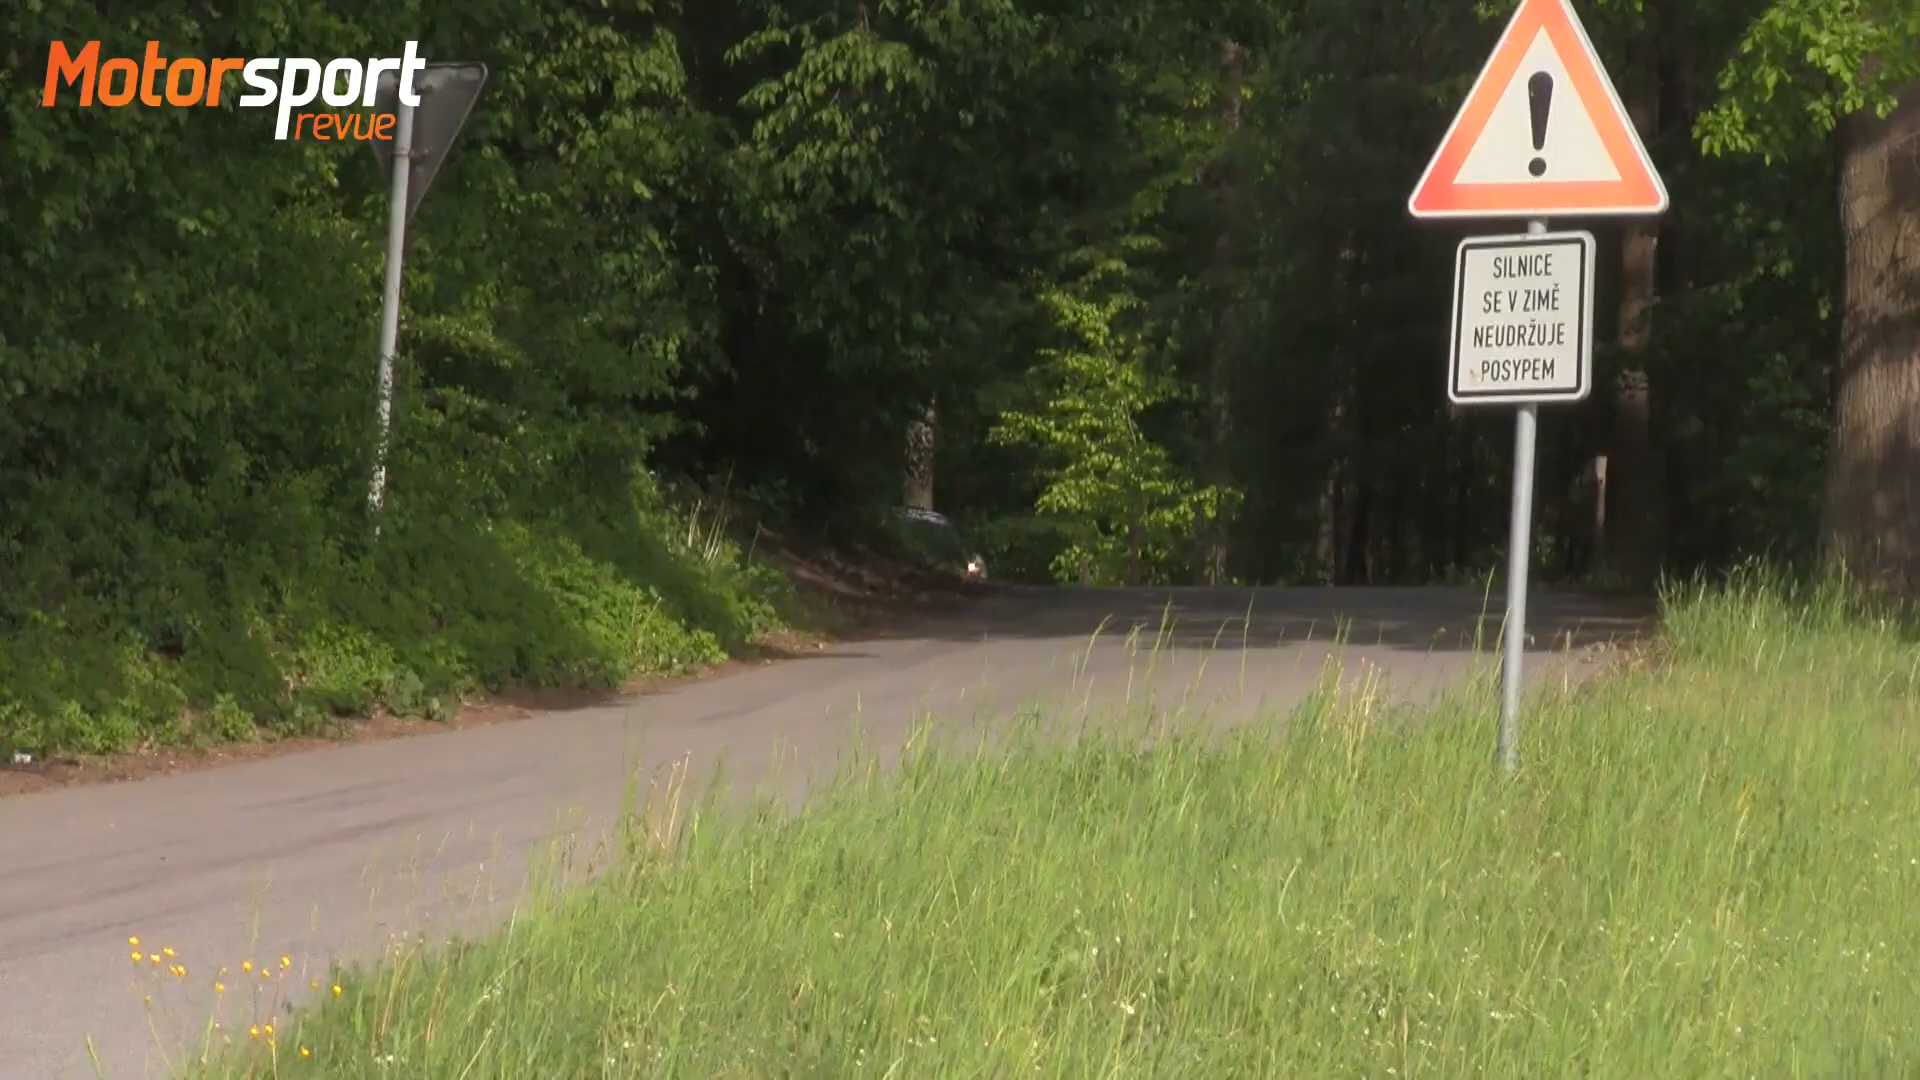 Motorsport
revue
SILNICE
SE V ZIMĚ
NEUDRŽUJE
POSYPEM